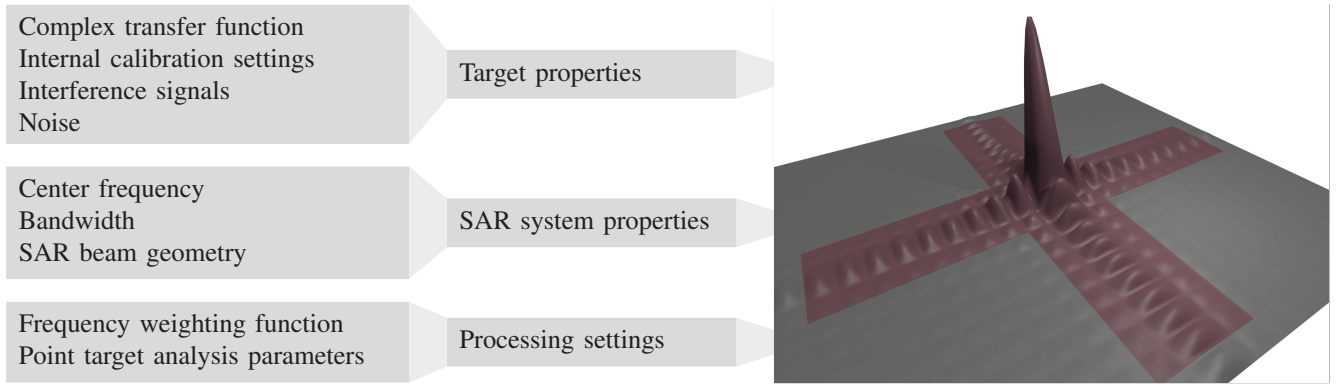 Complex transfer function
Internal calibration settings
Interference signals
Noise
Target properties
Center frequency
Bandwidth
SAR beam geometry
SAR system properties
Frequency weighting function
Point target analysis parameters
Processing settings